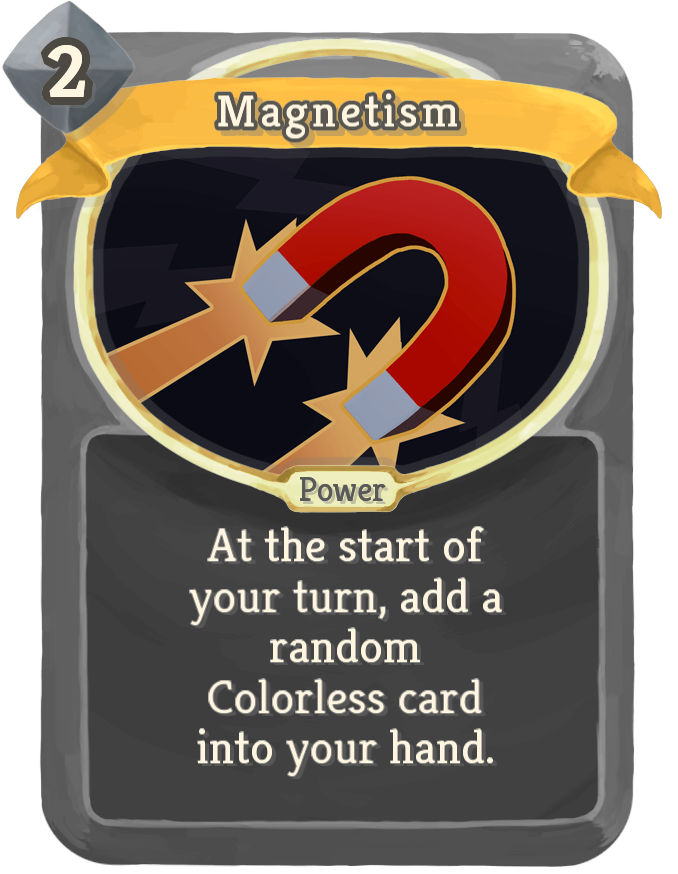 2
Magnetism
Power
At the start of
your turn, add a
random
Colorless card
into your hand.